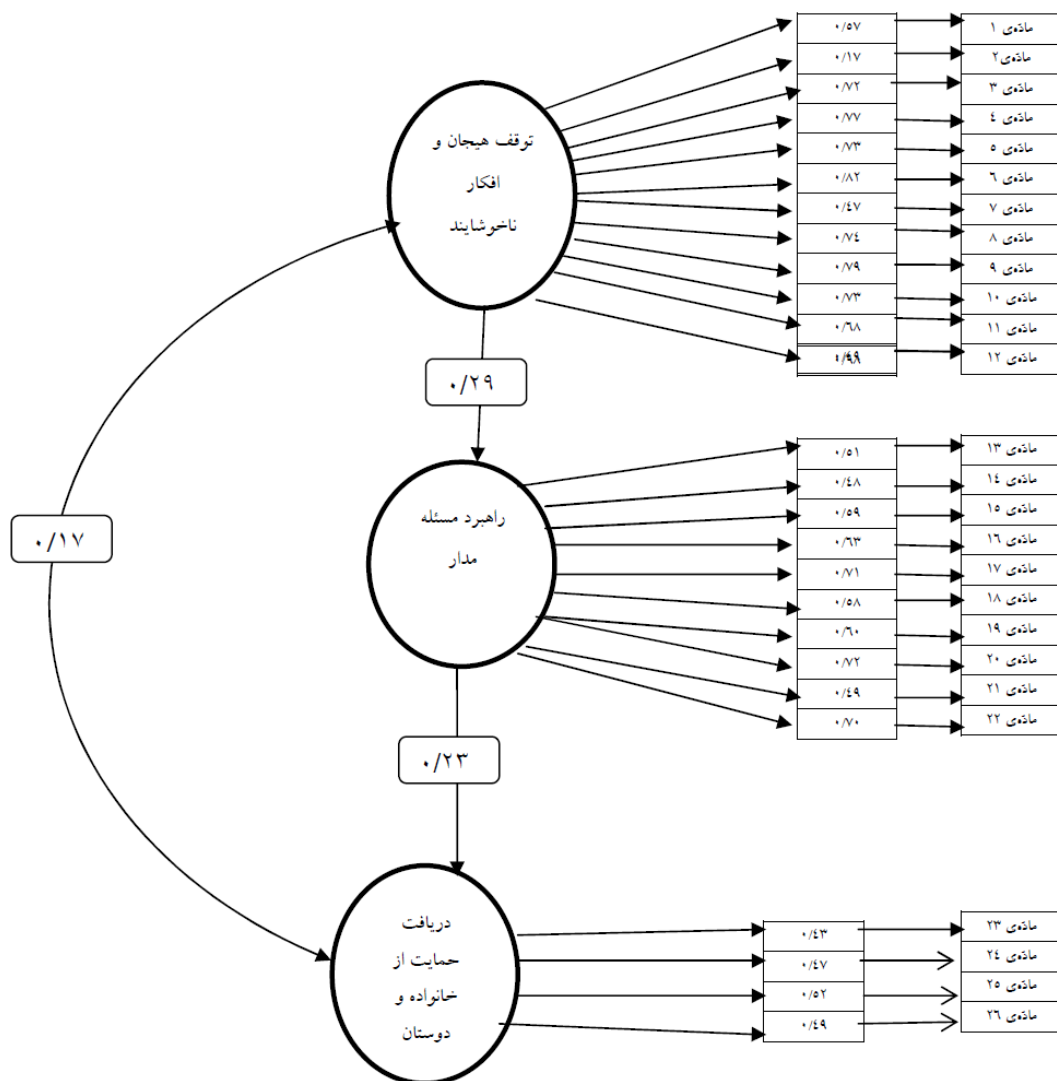 توقف هیجان و
افکار
ناخوشایند
۰/۵۷ ماده‌ی ۱
۰/۱۷ ماده‌ی۲
۰/۷۲ ماده‌ی ۳
۰/۷۷ ماده‌ی ٤
۰/۷۳ ماده‌ی ٥
۰/۸۲ ماده‌ی ٦
۰/٤۷ ماده‌ی ۷
۰/۷٤ ماده‌ی ۸
۰/۷۹ ماده‌ی ۹
۰/۷۳ ماده‌ی ۱۰
۰/٦۸ ماده‌ی ۱۱
ماده‌ی ۱۲
۰/۲۹
راهبرد مسئله
مدار
۰/۵۱ ماده‌ی ۱۳
۰/٤۸ ماده‌ی ۱٤
۰/۵۹ ماده‌ی ۱٥
۰/٦۳ ماده‌ی ۱٦
۰/۷۱ ماده‌ی ۱۷
۰/۵۸ ماده‌ی ۱۸
۰/٦۰ ماده‌ی ۱۹
۰/۷۲ ماده‌ی ۲۰
۰/٤۹ ماده‌ی ۲۱
۰/۷۰ ماده‌ی ۲۲
۰/۱۷
۰/۲۳
دریافت
حمایت از
خانواده و
دوستان
۰/٤۳ ماده‌ی ۲۳
۰/٤۷ ماده‌ی ۲٤
۰/۵۲ ماده‌ی ۲٥
۰/٤۹ ماده‌ی ۲٦